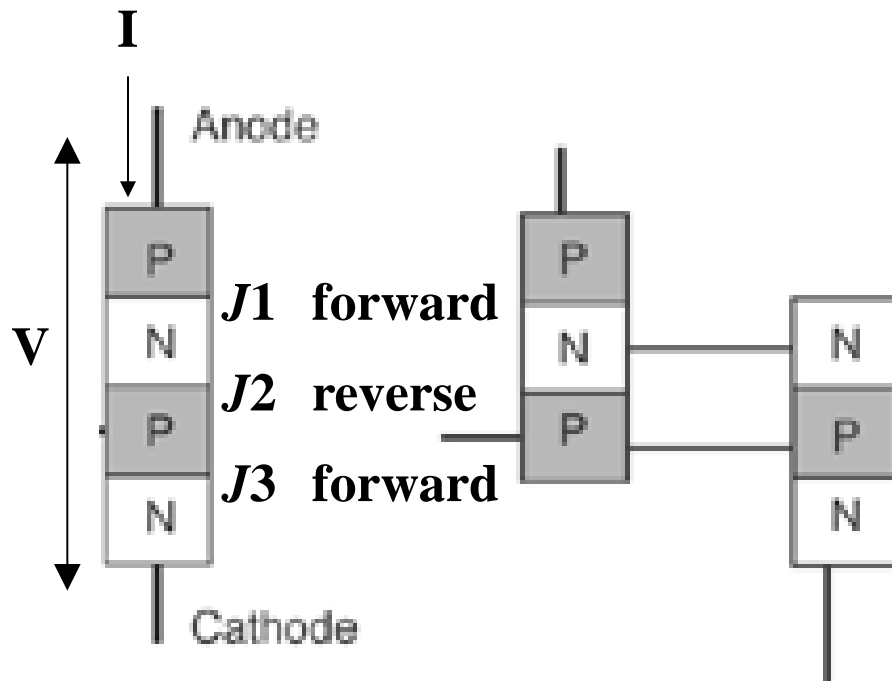 I
Anode
P
J1 forward
N
V
J2 reverse
P
J3 forward
N
Cathode
P
N
P
N
P
N